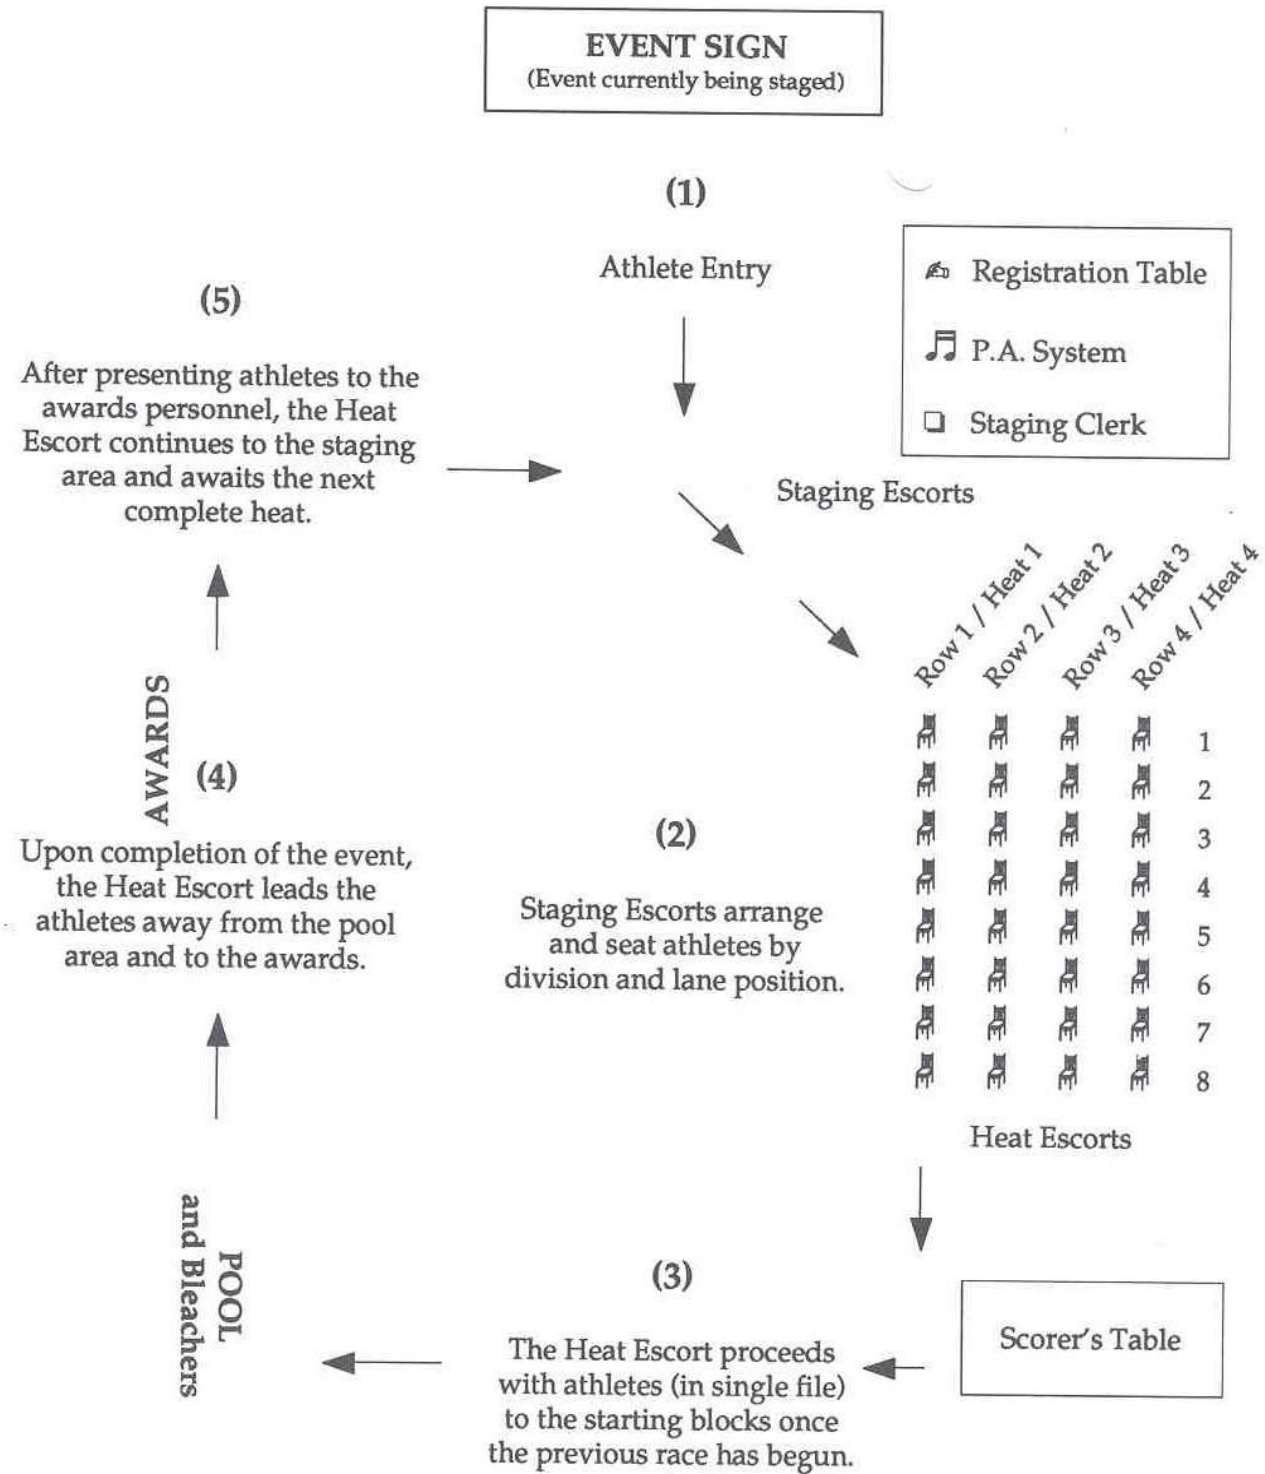 EVENT SIGN
(Event currently being staged)
(1)
Athlete Entry
Registration Table
P.A. System
Staging Clerk
(5)
After presenting athletes to the
awards personnel, the Heat
Escort continues to the staging
area and awaits the next
complete heat.
Staging Escorts
Row 1 / Heat 1
Row 2 / Heat 2
Row 3 / Heat 3
Row 4 / Heat 4
1
2
3
4
5
6
7
8
(2)
Staging Escorts arrange
and seat athletes by
division and lane position.
AWARDS
(4)
Upon completion of the event,
the Heat Escort leads the
athletes away from the pool
area and to the awards.
Heat Escorts
Scorer's Table
(3)
The Heat Escort proceeds
with athletes (in single file)
to the starting blocks once
the previous race has begun.
POOL
and Bleachers